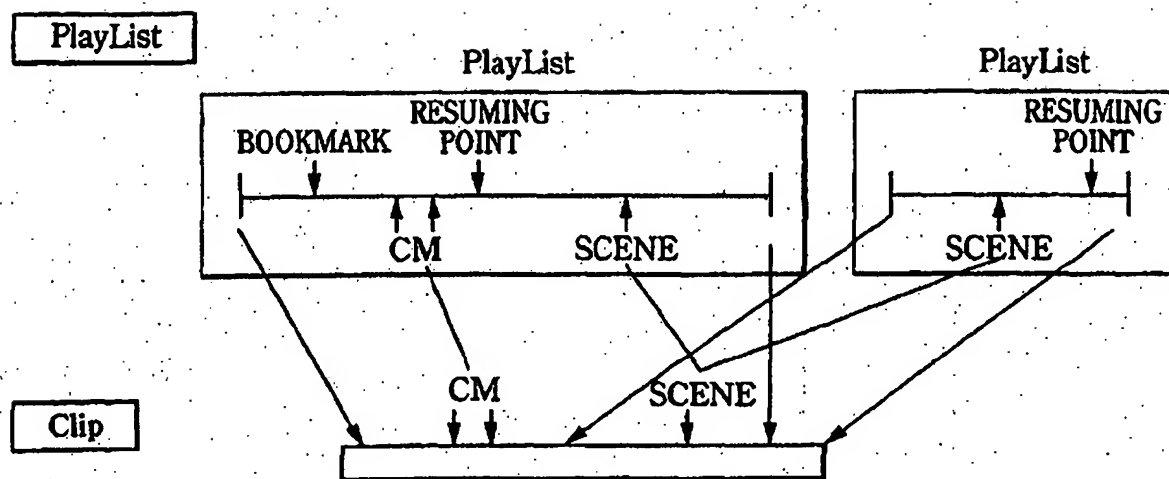 PlayList
PlayList
PlayList
BOOKMARK
RESUMING
POINT
RESUMING
POINT
CM
SCENE
SCENE
CM
SCENE
Clip